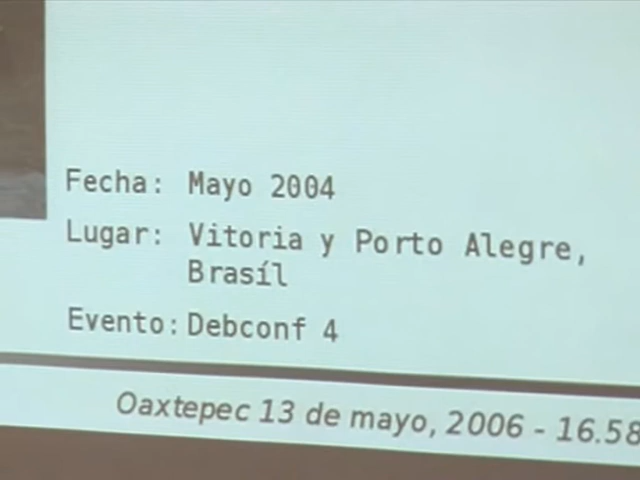 Fecha: Mayo 2004
Lugar: Vitoria y Porto Alegre,
Brasíl
Evento: Debconf 4
Oaxtepec 13 de mayo, 2006 - 16.58